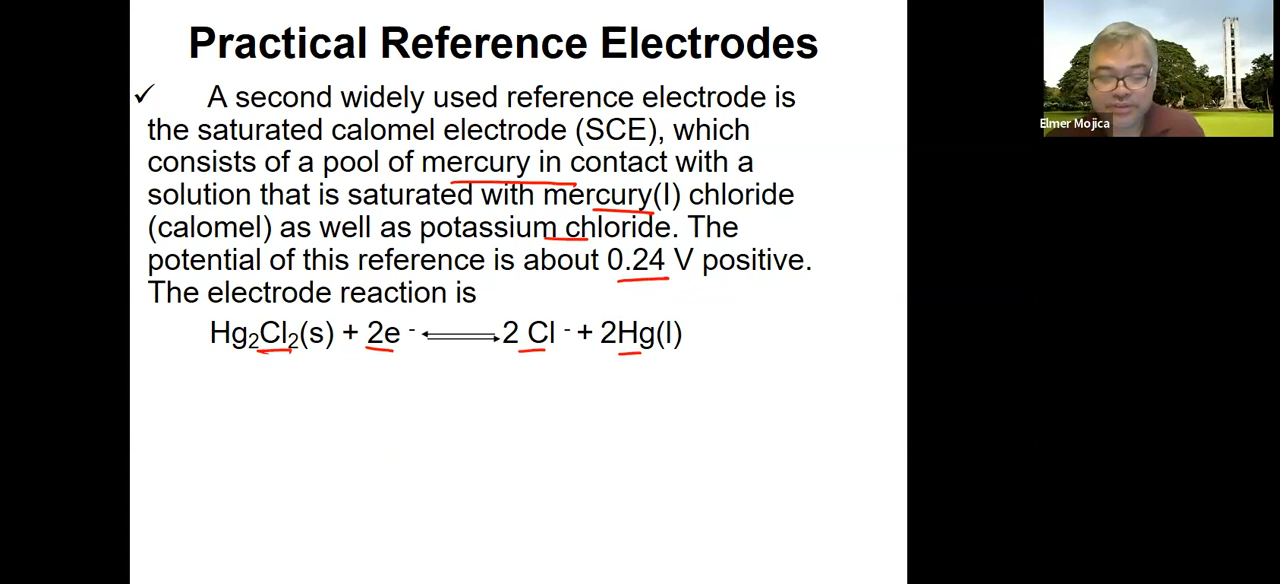 Practical Reference Electrodes
✓ A second widely used reference electrode is
the saturated calomel electrode (SCE), which
consists of a pool of mercury in contact with a
solution that is saturated with mercury(I) chloride
(calomel) as well as potassium chloride. The
potential of this reference is about 0.24 V positive.
The electrode reaction is
Hg₂Cl₂(s) + 2e ⁻ ⇌ 2 Cl ⁻ + 2Hg(l)
Elmer Mojica